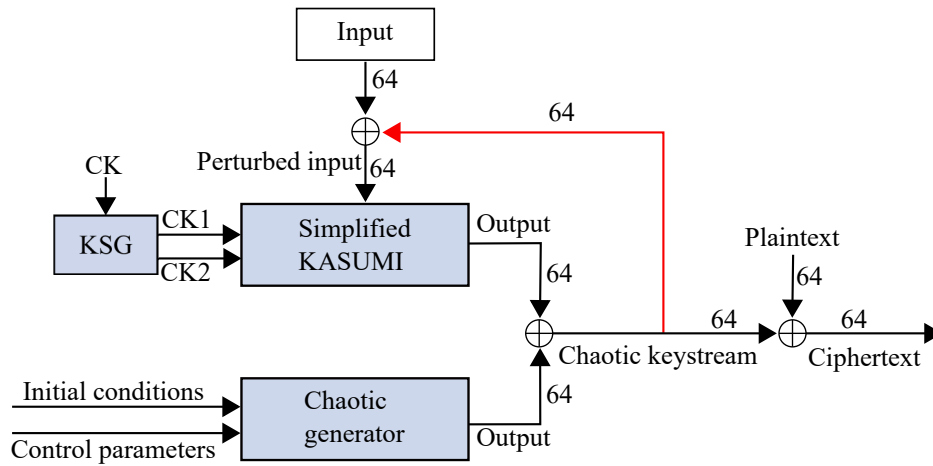 Input
64
64
Perturbed input
64
CK
KSG
CK1
CK2
Simplified
KASUMI
Output
64
Plaintext
64
Chaotic keystream
64
64
Ciphertext
Initial conditions
Control parameters
Chaotic
generator
Output
64